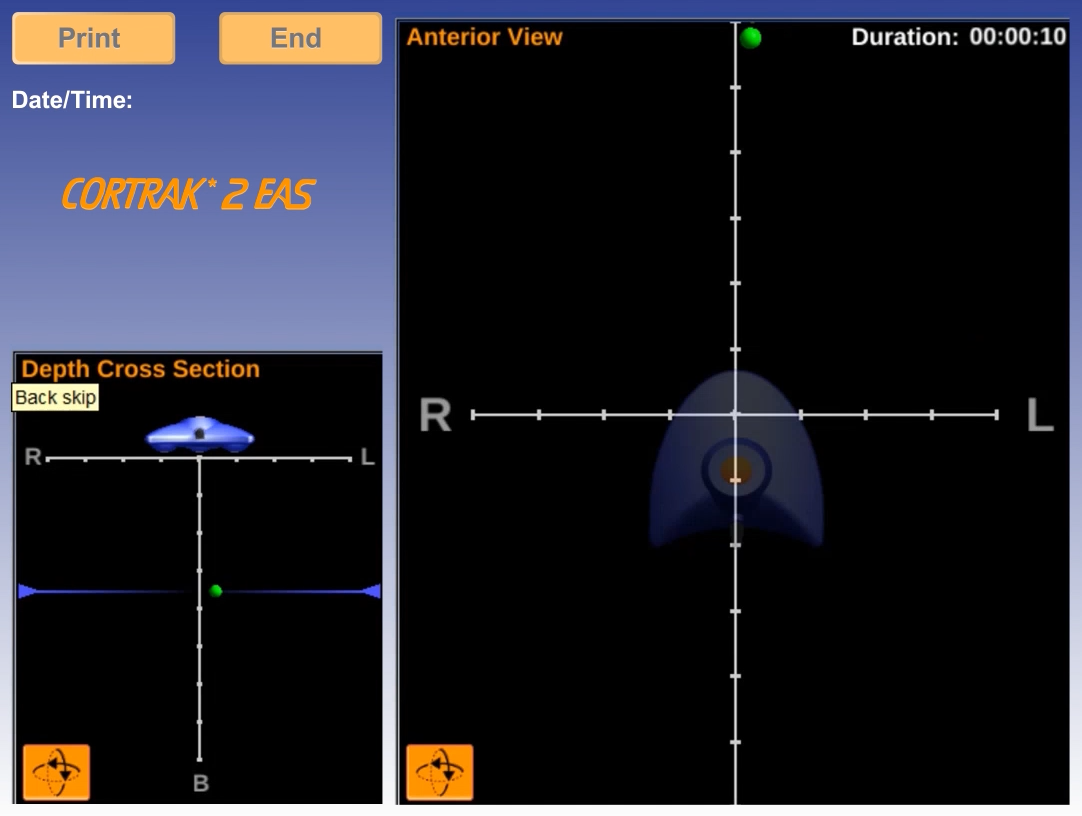 Print
End
Date/Time:
CORTRAK* 2 EAS
Depth Cross Section
Back skip
R
L
B
Anterior View
Duration: 00:00:10
R
L